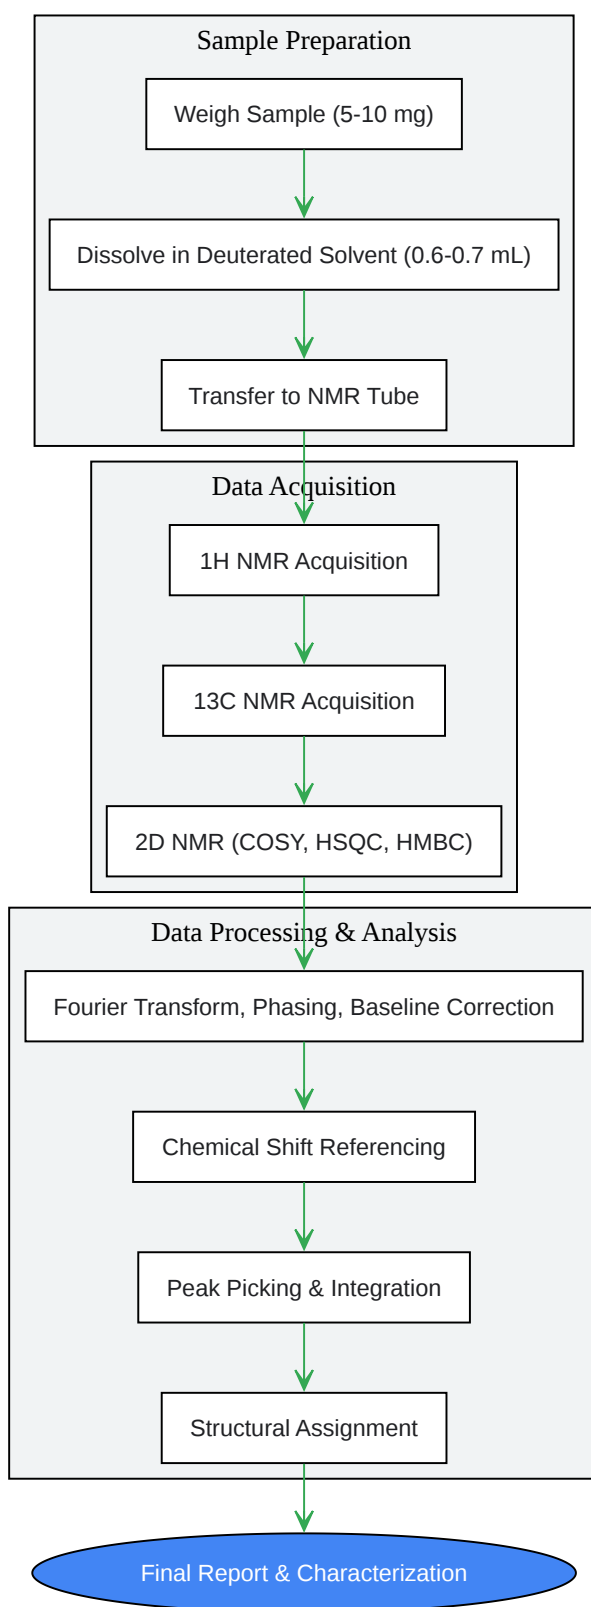 Sample Preparation
Weigh Sample (5-10 mg)
Dissolve in Deuterated Solvent (0.6-0.7 mL)
Transfer to NMR Tube
Data Acquisition
1H NMR Acquisition
13C NMR Acquisition
2D NMR (COSY, HSQC, HMBC)
Data Processing & Analysis
Fourier Transform, Phasing, Baseline Correction
Chemical Shift Referencing
Peak Picking & Integration
Structural Assignment
Final Report & Characterization